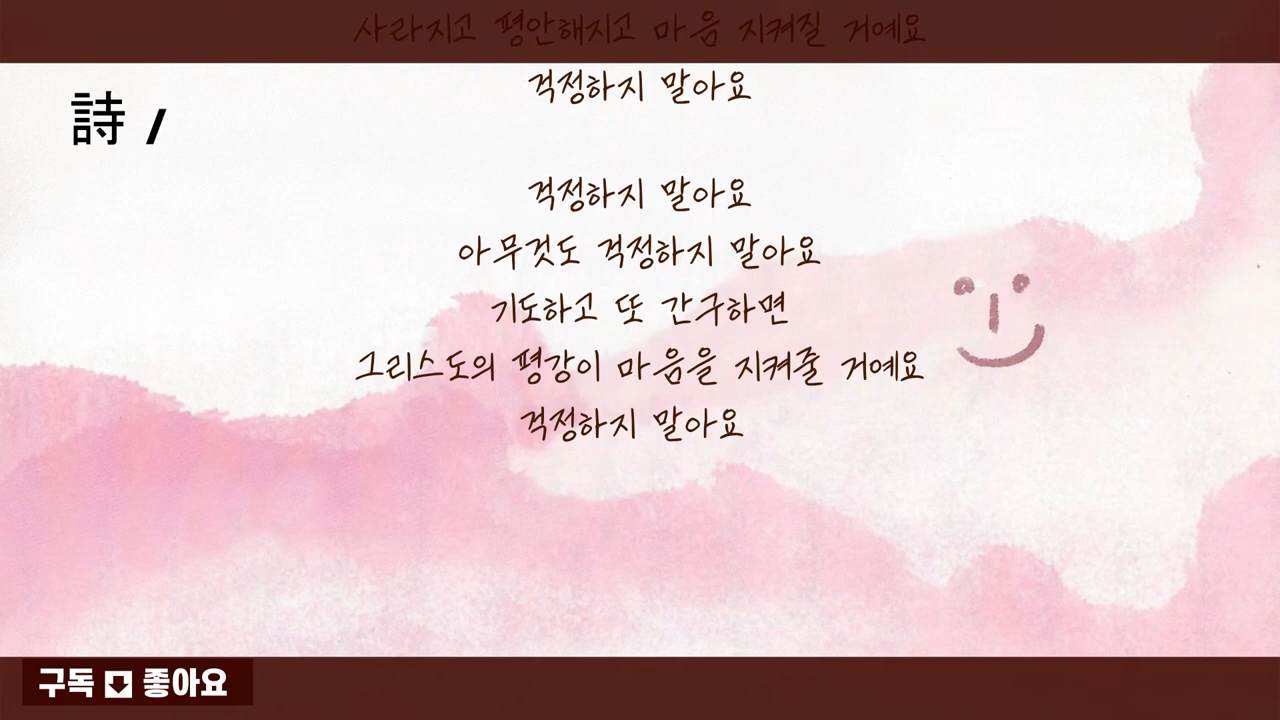 사라지고 평안해지고 마음 지켜질 거예요
걱정하지 말아요
詩 /
걱정하지 말아요
아무것도 걱정하지 말아요
기도하고 또 간구하면
그리스도의 평강이 마음을 지켜줄 거예요
걱정하지 말아요
구독 좋아요